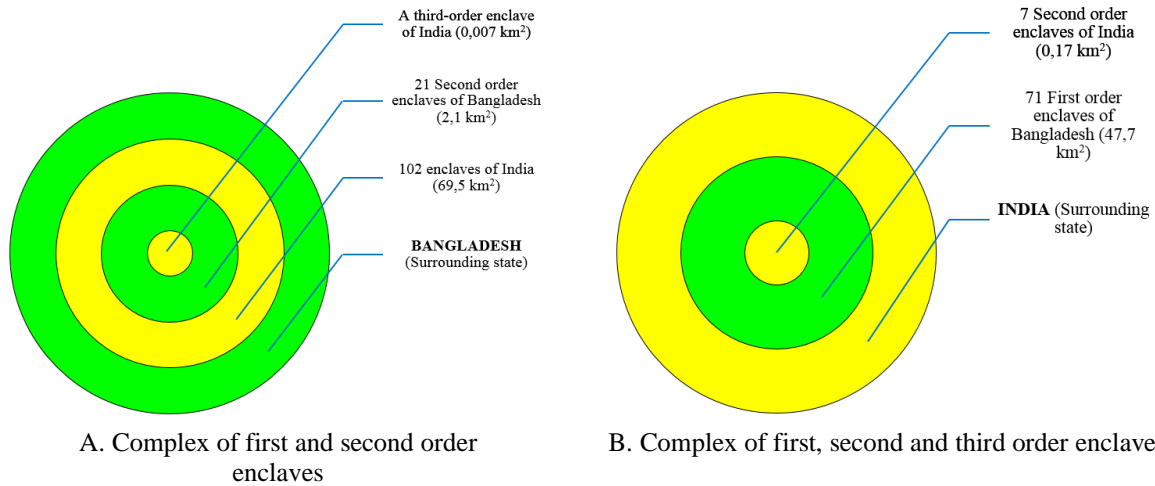 A third-order enclave
of India (0,007 km²)
21 Second order
enclaves of Bangladesh
(2,1 km²)
102 enclaves of India
(69,5 km²)
BANGLADESH
(Surrounding state)
A. Complex of first and second order
enclaves
7 Second order
enclaves of India
(0,17 km²)
71 First order
enclaves of
Bangladesh (47,7
km²)
INDIA (Surrounding
state)
B. Complex of first, second and third order enclave